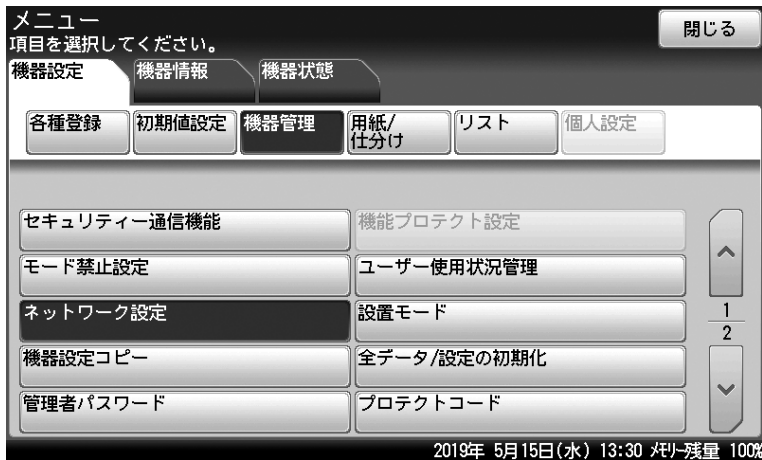 メニュー
閉じる
項目を選択してください。
機器設定
機器情報
機器状態
各種登録
初期値設定
機器管理
用紙/
仕分け
リスト
個人設定
セキュリティー通信機能
機能プロテクト設定
モード禁止設定
ユーザー使用状況管理
ネットワーク設定
設置モード
1
2
機器設定コピー
全データ/設定の初期化
管理者パスワード
プロテクトコード
2019年 5月15日(水) 13:30 メモリー残量 100%